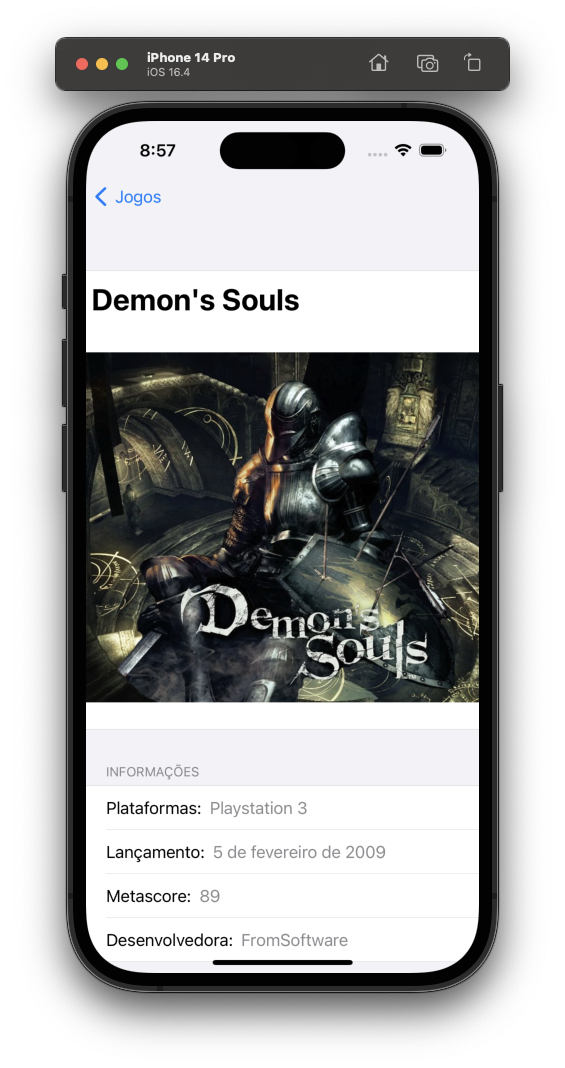 iPhone 14 Pro
iOS 16.4
8:57
Jogos
Demon's Souls
Demon's
Souls
INFORMAÇÕES
Plataformas: Playstation 3
Lançamento: 5 de fevereiro de 2009
Metascore: 89
Desenvolvedora: FromSoftware